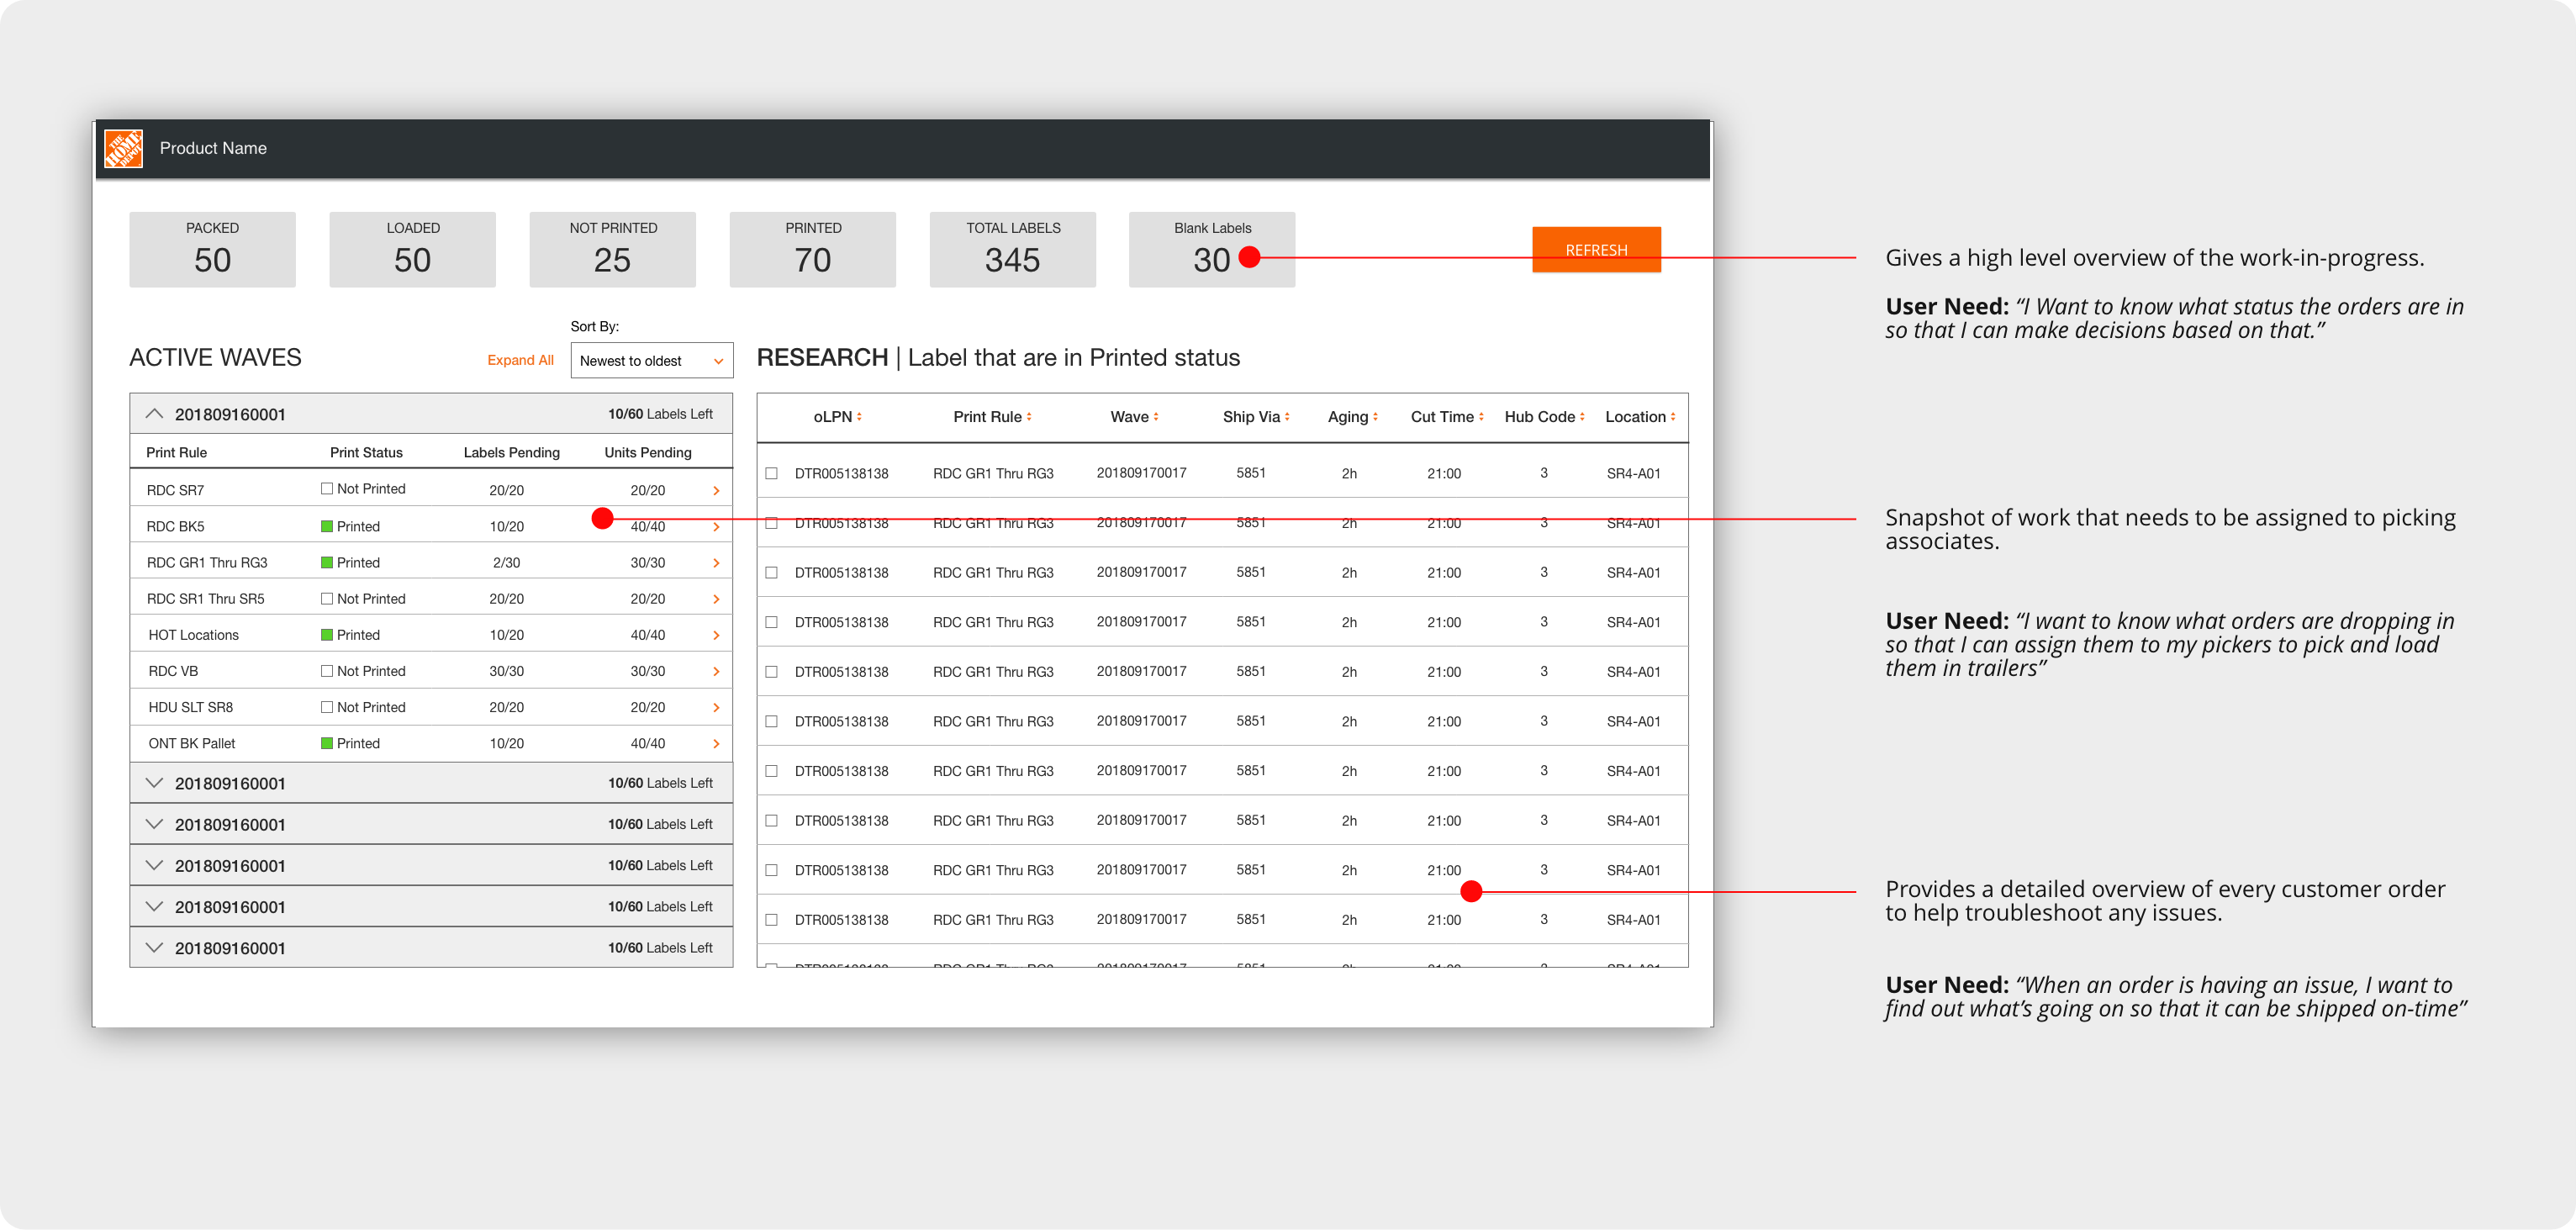 THE HOME DEPOT
Product Name
PACKED
50
LOADED
50
NOT PRINTED
25
PRINTED
70
TOTAL LABELS
345
Blank Labels
30
REFRESH
Gives a high level overview of the work-in-progress.
User Need: “I Want to know what status the orders are in
so that I can make decisions based on that.”
ACTIVE WAVES
Expand All
Sort By:
Newest to oldest
201809160001 10/60 Labels Left
Print Rule Print Status Labels Pending Units Pending
RDC SR7 Not Printed 20/20 20/20
RDC BK5 Printed 10/20 40/40
RDC GR1 Thru RG3 Printed 2/30 30/30
RDC SR1 Thru SR5 Not Printed 20/20 20/20
HOT Locations Printed 10/20 40/40
RDC VB Not Printed 30/30 30/30
HDU SLT SR8 Not Printed 20/20 20/20
ONT BK Pallet Printed 10/20 40/40
201809160001 10/60 Labels Left
201809160001 10/60 Labels Left
201809160001 10/60 Labels Left
201809160001 10/60 Labels Left
201809160001 10/60 Labels Left
RESEARCH | Label that are in Printed status
oLPN Print Rule Wave Ship Via Aging Cut Time Hub Code Location
DTR005138138 RDC GR1 Thru RG3 201809170017 5851 2h 21:00 3 SR4-A01
DTR005138138 RDC GR1 Thru RG3 201809170017 5851 2h 21:00 3 SR4-A01
DTR005138138 RDC GR1 Thru RG3 201809170017 5851 2h 21:00 3 SR4-A01
DTR005138138 RDC GR1 Thru RG3 201809170017 5851 2h 21:00 3 SR4-A01
DTR005138138 RDC GR1 Thru RG3 201809170017 5851 2h 21:00 3 SR4-A01
DTR005138138 RDC GR1 Thru RG3 201809170017 5851 2h 21:00 3 SR4-A01
DTR005138138 RDC GR1 Thru RG3 201809170017 5851 2h 21:00 3 SR4-A01
DTR005138138 RDC GR1 Thru RG3 201809170017 5851 2h 21:00 3 SR4-A01
DTR005138138 RDC GR1 Thru RG3 201809170017 5851 2h 21:00 3 SR4-A01
DTR005138138 RDC GR1 Thru RG3 201809170017 5851 2h 21:00 3 SR4-A01
Snapshot of work that needs to be assigned to picking
associates.
User Need: “I want to know what orders are dropping in
so that I can assign them to my pickers to pick and load
them in trailers”
Provides a detailed overview of every customer order
to help troubleshoot any issues.
User Need: “When an order is having an issue, I want to
find out what’s going on so that it can be shipped on-time”